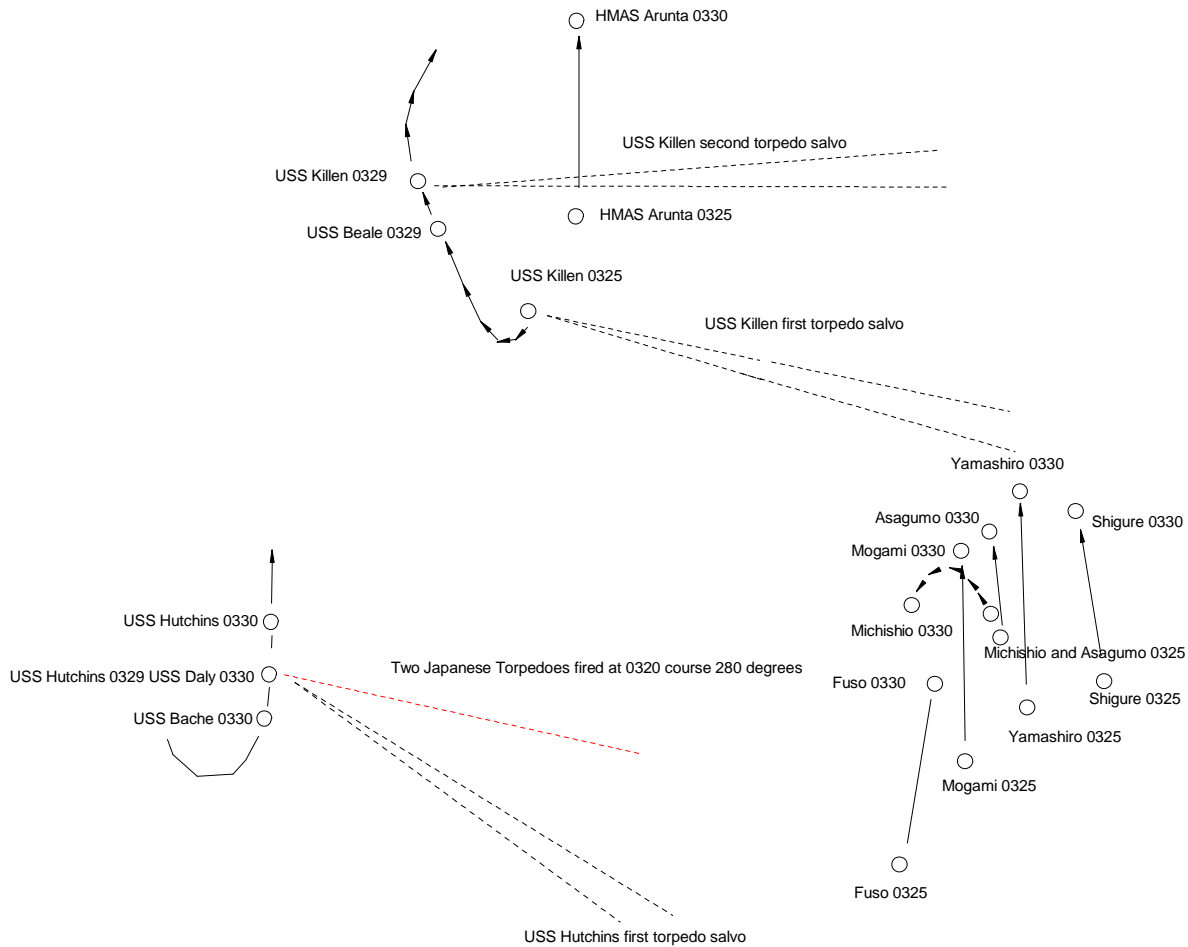 HMAS Arunta 0330
USS Killen second torpedo salvo
USS Killen 0329
HMAS Arunta 0325
USS Beale 0329
USS Killen 0325
USS Killen first torpedo salvo
Yamashiro 0330
Asagumo 0330
Shigure 0330
Mogami 0330
USS Hutchins 0330
Michishio 0330
Michishio and Asagumo 0325
Two Japanese Torpedoes fired at 0320 course 280 degrees
USS Hutchins 0329 USS Daly 0330
Fuso 0330
Shigure 0325
USS Bache 0330
Yamashiro 0325
Mogami 0325
Fuso 0325
USS Hutchins first torpedo salvo